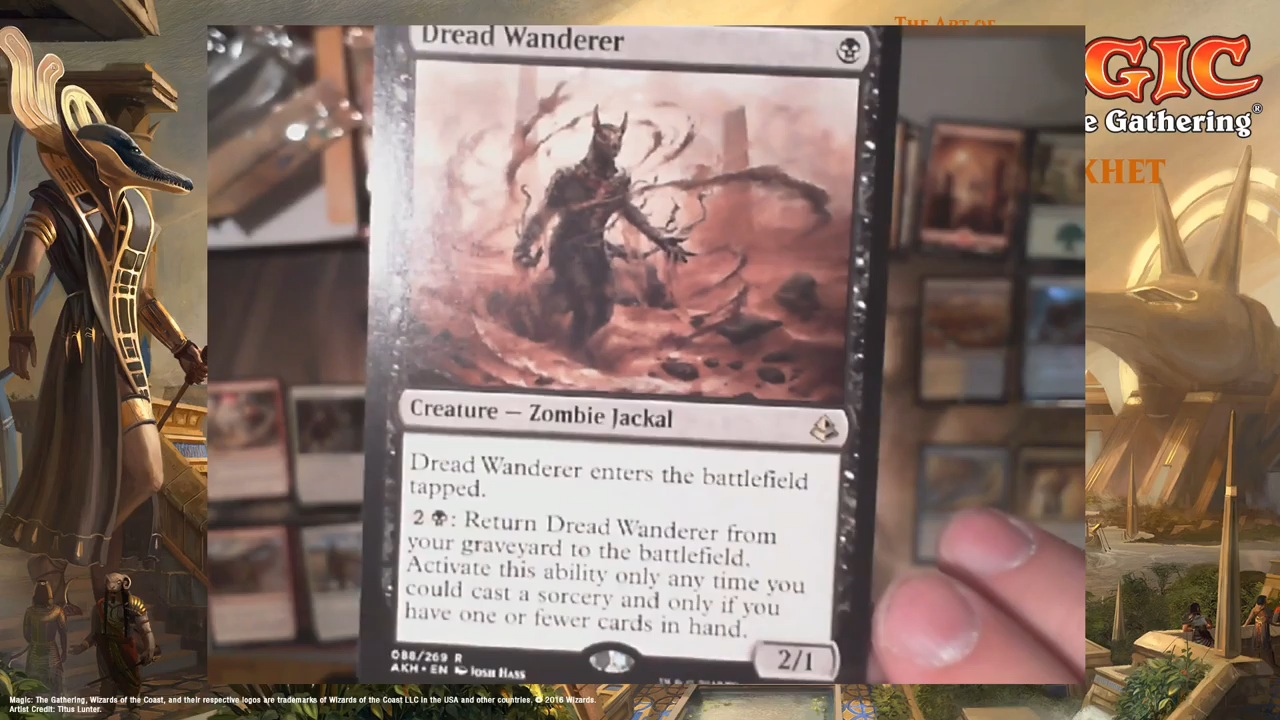 THE ART OF
GIC
e Gathering®
KHET
Dread Wanderer
Creature — Zombie Jackal
Dread Wanderer enters the battlefield
tapped.
2 : Return Dread Wanderer from
your graveyard to the battlefield.
Activate this ability only any time you
could cast a sorcery and only if you
have one or fewer cards in hand.
2/1
088/269 R
AKH • EN JOSH HASS
Magic: The Gathering, Wizards of the Coast, and their respective logos are trademarks of Wizards of the Coast LLC in the USA and other countries. © 2016 Wizards.
Artist Credit: Titus Lunter.